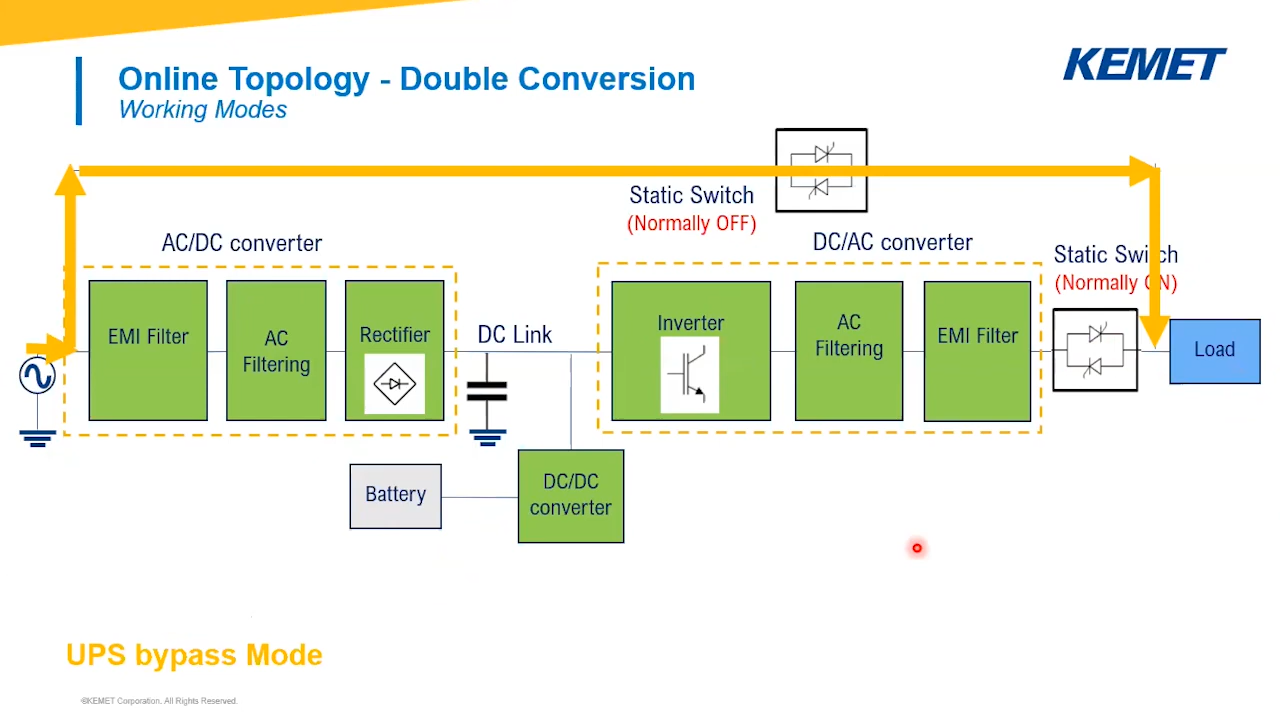 Online Topology - Double Conversion
Working Modes
KEMET
Static Switch
(Normally OFF)
AC/DC converter
DC/AC converter
Static Switch
(Normally ON)
EMI Filter
AC
Filtering
Rectifier
DC Link
Inverter
AC
Filtering
EMI Filter
Load
Battery
DC/DC
converter
UPS bypass Mode
©KEMET Corporation. All Rights Reserved.